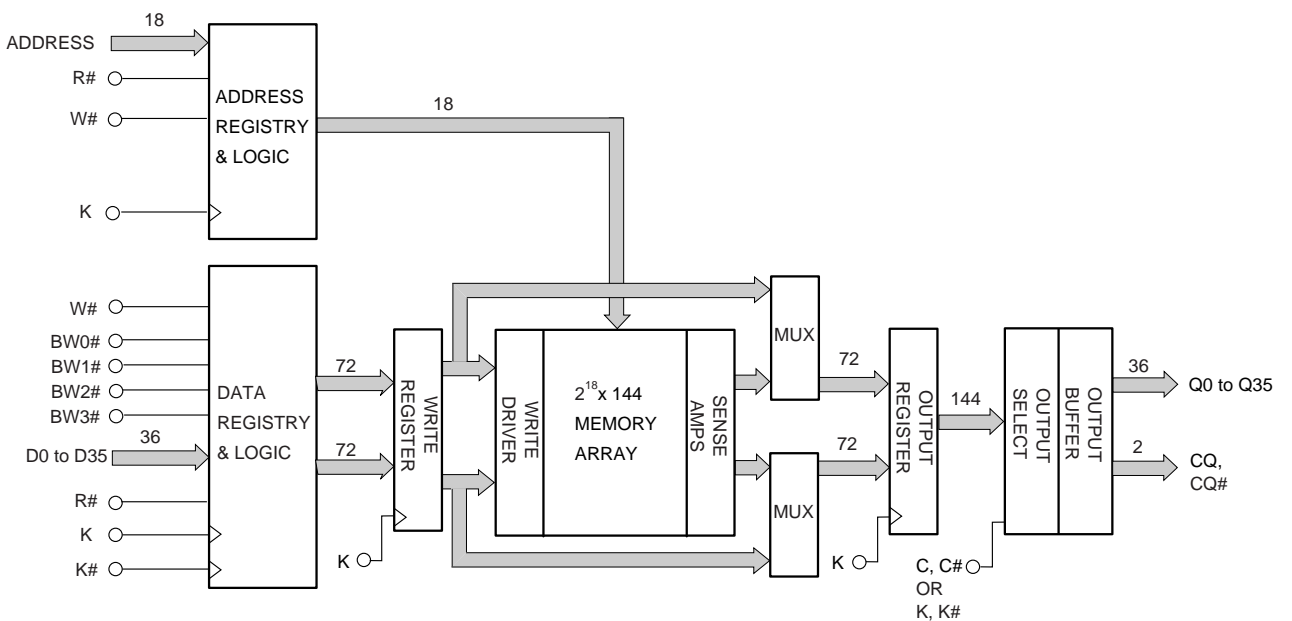 18
ADDRESS
R#
W#
K
ADDRESS
REGISTRY
& LOGIC
18
W#
BW0#
BW1#
BW2#
BW3#
36
D0 to D35
R#
K
K#
DATA
REGISTRY
& LOGIC
72
72
WRITE
REGISTER
K
WRITE
DRIVER
2^18 x 144
MEMORY
ARRAY
SENSE
AMPS
MUX
MUX
72
72
OUTPUT
REGISTER
K
144
OUTPUT
SELECT
OUTPUT
BUFFER
C, C#
OR
K, K#
36
Q0 to Q35
2
CQ,
CQ#